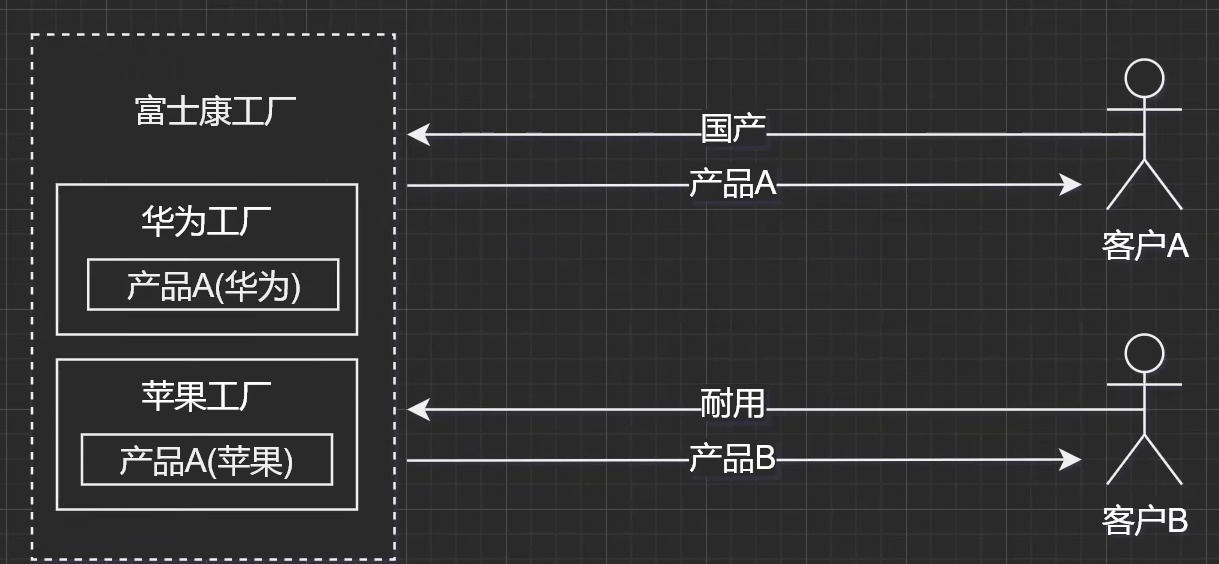 富士康工厂
华为工厂
产品A(华为)
苹果工厂
产品A(苹果)
国产
产品A
客户A
耐用
产品B
客户B